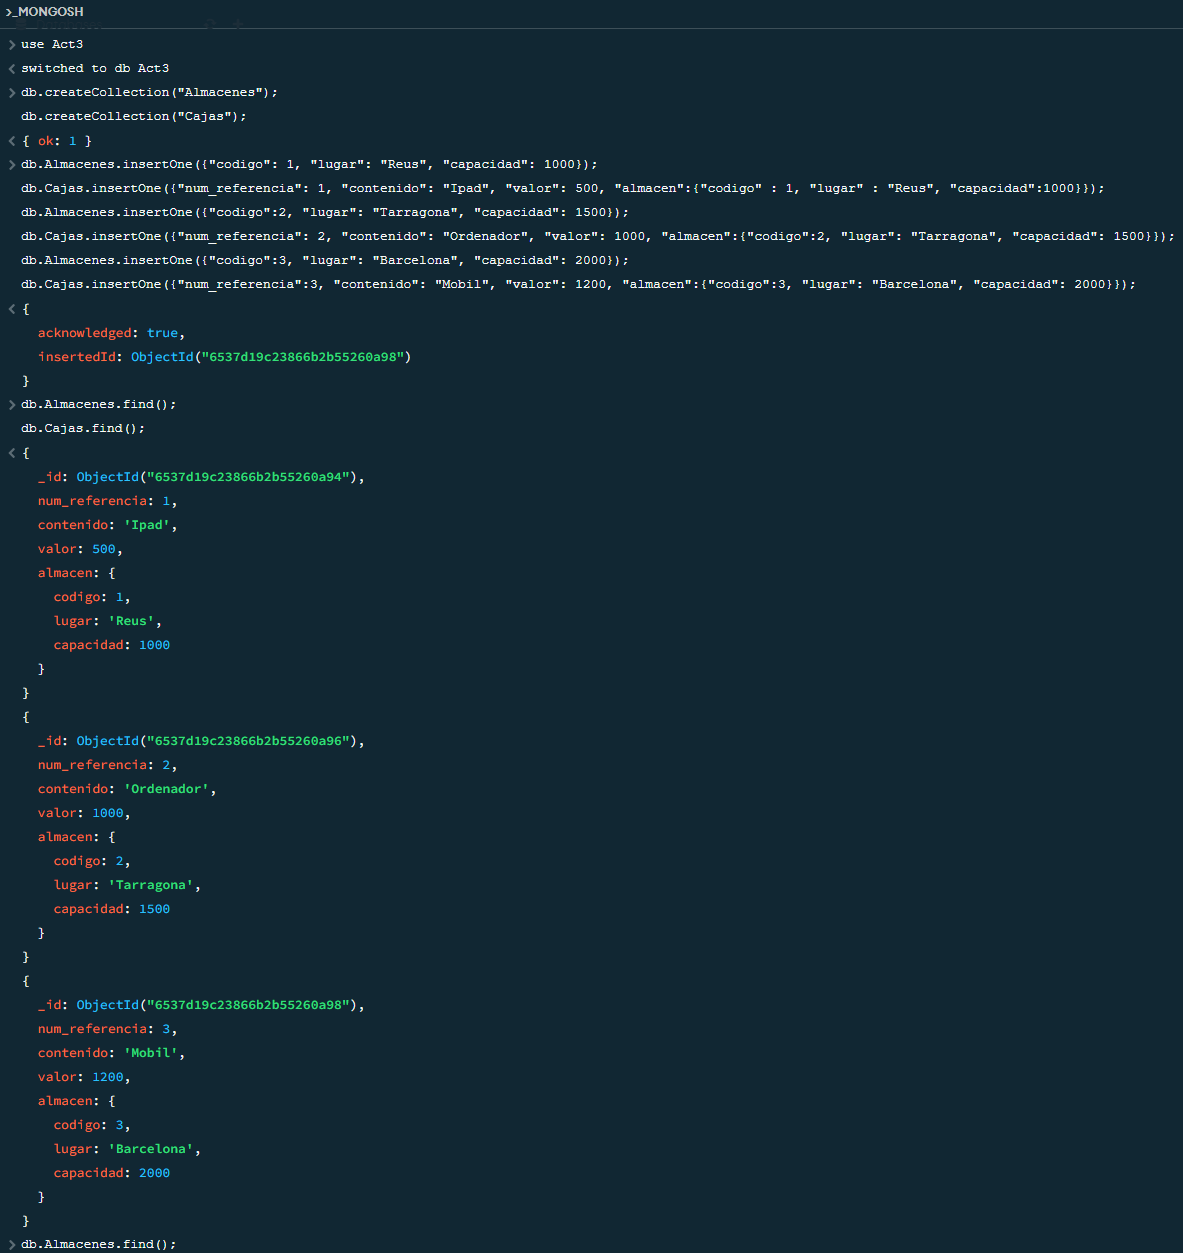 >_MONGOSH
> use Act3
< switched to db Act3
> db.createCollection("Almacenes");
db.createCollection("Cajas");
< { ok: 1 }
> db.Almacenes.insertOne({"codigo": 1, "lugar": "Reus", "capacidad": 1000});
db.Cajas.insertOne({"num_referencia": 1, "contenido": "Ipad", "valor": 500, "almacen":{"codigo" : 1, "lugar" : "Reus", "capacidad":1000}});
db.Almacenes.insertOne({"codigo":2, "lugar": "Tarragona", "capacidad": 1500});
db.Cajas.insertOne({"num_referencia": 2, "contenido": "Ordenador", "valor": 1000, "almacen":{"codigo":2, "lugar": "Tarragona", "capacidad": 1500}});
db.Almacenes.insertOne({"codigo":3, "lugar": "Barcelona", "capacidad": 2000});
db.Cajas.insertOne({"num_referencia":3, "contenido": "Mobil", "valor": 1200, "almacen":{"codigo":3, "lugar": "Barcelona", "capacidad": 2000}});
< {
acknowledged: true,
insertedId: ObjectId("6537d19c23866b2b55260a98")
}
> db.Almacenes.find();
db.Cajas.find();
< {
_id: ObjectId("6537d19c23866b2b55260a94"),
num_referencia: 1,
contenido: 'Ipad',
valor: 500,
almacen: {
codigo: 1,
lugar: 'Reus',
capacidad: 1000
}
}
{
_id: ObjectId("6537d19c23866b2b55260a96"),
num_referencia: 2,
contenido: 'Ordenador',
valor: 1000,
almacen: {
codigo: 2,
lugar: 'Tarragona',
capacidad: 1500
}
}
{
_id: ObjectId("6537d19c23866b2b55260a98"),
num_referencia: 3,
contenido: 'Mobil',
valor: 1200,
almacen: {
codigo: 3,
lugar: 'Barcelona',
capacidad: 2000
}
}
> db.Almacenes.find();